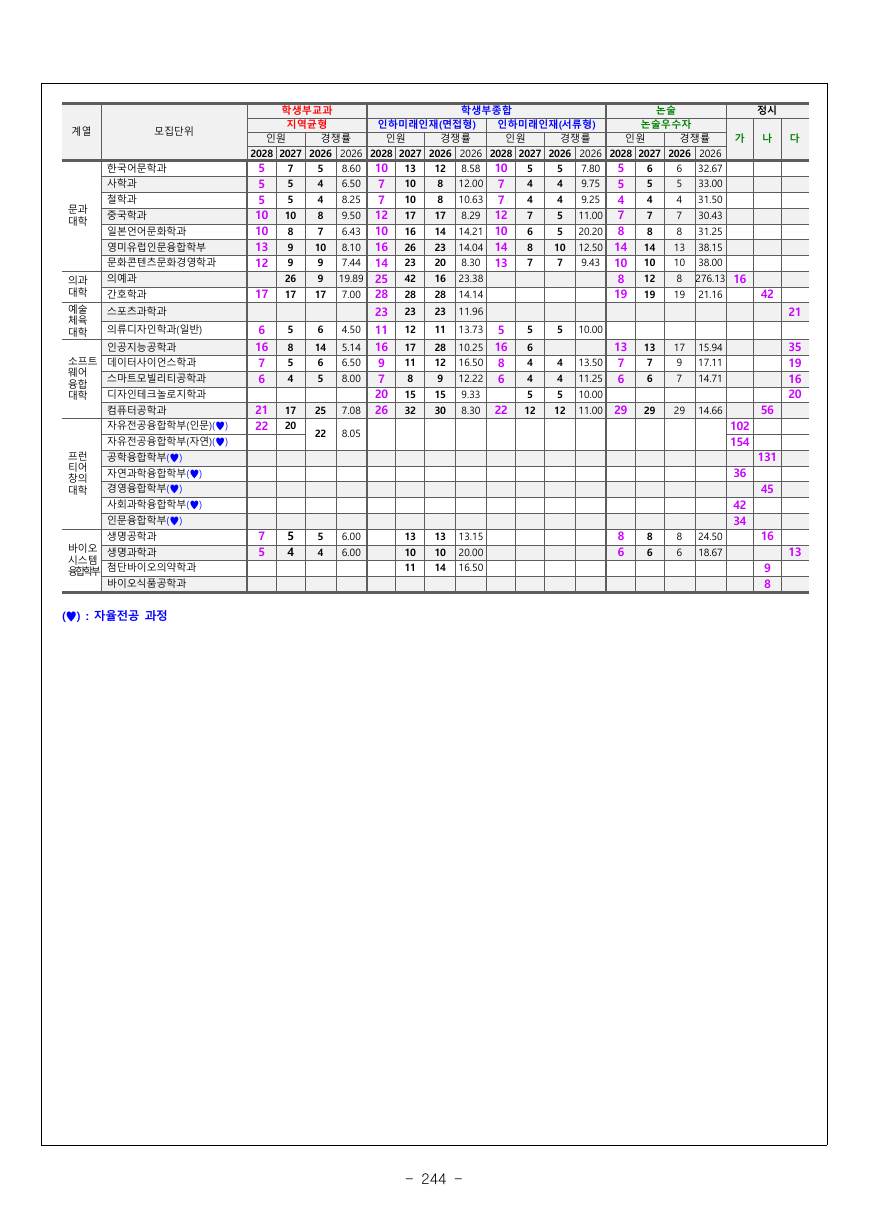 계열 모집단위 학생부교과 학생부종합 논술 정시
지역균형 인하미래인재(면접형) 인하미래인재(서류형) 논술우수자 가 나 다
인원 경쟁률 인원 경쟁률 인원 경쟁률 인원 경쟁률
2028 2027 2026 2026 2028 2027 2026 2026 2028 2027 2026 2026 2028 2027 2026 2026
문과
대학
한국어문학과 5 7 5 8.60 10 13 12 8.58 10 5 5 7.80 5 6 6 32.67
사학과 5 5 4 6.50 7 10 8 12.00 7 4 4 9.75 5 5 5 33.00
철학과 5 5 4 8.25 7 10 8 10.63 7 4 4 9.25 4 4 4 31.50
중국학과 10 10 8 9.50 12 17 17 8.29 12 7 5 11.00 7 7 7 30.43
일본언어문화학과 10 8 7 6.43 10 16 14 14.21 10 6 5 20.20 8 8 8 31.25
영미유럽인문융합학부 13 9 10 8.10 16 26 23 14.04 14 8 10 12.50 14 14 13 38.15
문화콘텐츠문화경영학과 12 9 9 7.44 14 23 20 8.30 13 7 7 9.43 10 10 10 38.00
의과
대학
의예과 26 9 19.89 25 42 16 23.38 8 12 8 276.13 16
간호학과 17 17 17 7.00 28 28 28 14.14 19 19 19 21.16 42
예술
체육
대학
스포츠과학과 23 23 23 11.96 21
의류디자인학과(일반) 6 5 6 4.50 11 12 11 13.73 5 5 5 10.00
소프트
웨어
융합
대학
인공지능공학과 16 8 14 5.14 16 17 28 10.25 16 6 13 13 17 15.94 35
데이터사이언스학과 7 5 6 6.50 9 11 12 16.50 8 4 4 13.50 7 7 9 17.11 19
스마트모빌리티공학과 6 4 5 8.00 7 8 9 12.22 6 4 4 11.25 6 6 7 14.71 16
디자인테크놀로지학과 20 15 15 9.33 5 5 10.00 20
컴퓨터공학과 21 17 25 7.08 26 32 30 8.30 22 12 12 11.00 29 29 29 14.66 56
프런
티어
창의
대학
자유전공융합학부(인문)(♥) 22 20 22 8.05 102
자유전공융합학부(자연)(♥) 154
공학융합학부(♥) 131
자연과학융합학부(♥) 36
경영융합학부(♥) 45
사회과학융합학부(♥) 42
인문융합학부(♥) 34
바이오
시스템
융합학부
생명공학과 7 5 5 6.00 13 13 13.15 8 8 8 24.50 16
생명과학과 5 4 4 6.00 10 10 20.00 6 6 6 18.67 13
첨단바이오의약학과 11 14 16.50 9
바이오식품공학과 8
(♥) : 자율전공 과정
- 244 -